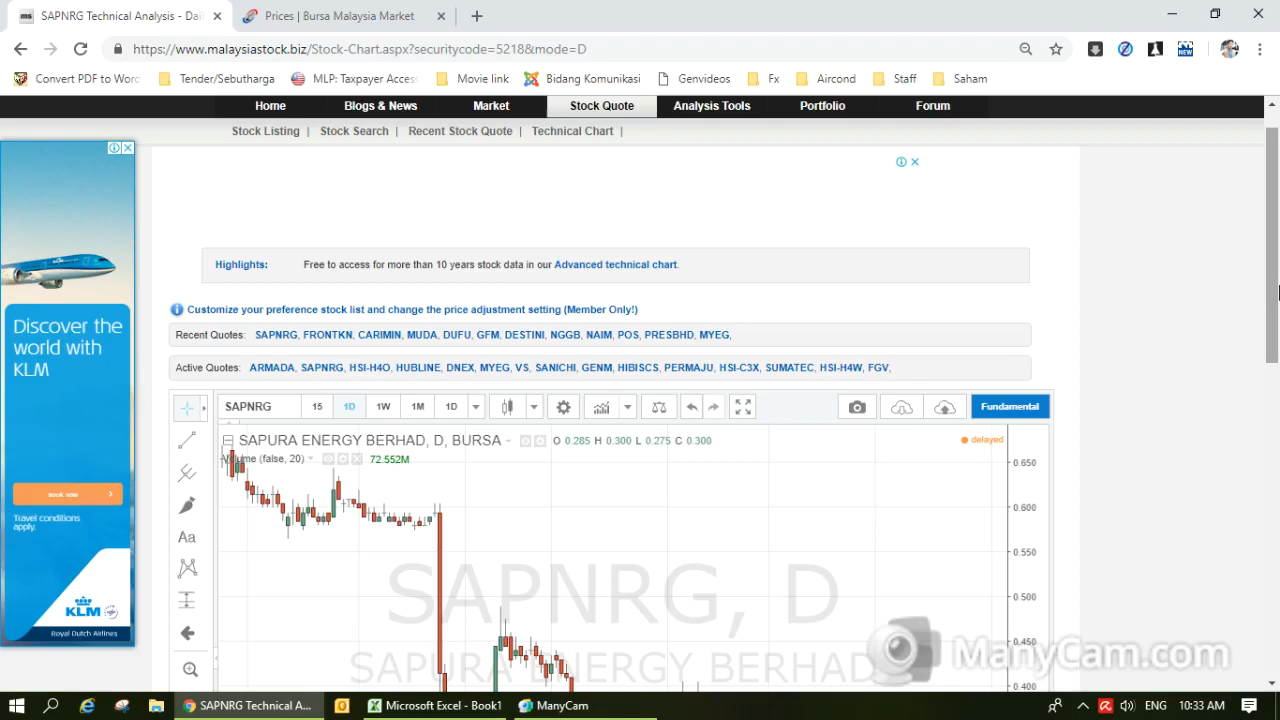 SAPNRG Technical Analysis - Dai
Prices | Bursa Malaysia Market
https://www.malaysiastock.biz/Stock-Chart.aspx?securitycode=5218&mode=D
NEW
Convert PDF to Word
Tender/Sebutharga
MLP: Taxpayer Access
Movie link
Bidang Komunikasi
Genvideos
Fx
Aircond
Staff
Saham
Home
Blogs & News
Market
Stock Quote
Analysis Tools
Portfolio
Forum
Stock Listing |
Stock Search |
Recent Stock Quote |
Technical Chart |
Discover the
world with
KLM
Book now
Travel conditions
apply.
KLM
Royal Dutch Airlines
Highlights: Free to access for more than 10 years stock data in our Advanced technical chart.
Customize your preference stock list and change the price adjustment setting (Member Only!)
Recent Quotes: SAPNRG, FRONTKN, CARIMIN, MUDA, DUFU, GFM, DESTINI, NGGB, NAIM, POS, PRESBHD, MYEG,
Active Quotes: ARMADA, SAPNRG, HSI-H4O, HUBLINE, DNEX, MYEG, VS, SANICHI, GENM, HIBISCS, PERMAJU, HSI-C3X, SUMATEC, HSI-H4W, FGV,
SAPNRG 15 1D 1W 1M 1D Fundamental
SAPURA ENERGY BERHAD, D, BURSA O 0.285 H 0.300 L 0.275 C 0.300 delayed
Volume (false, 20) 72.552M
Aa
0.650
0.600
0.550
0.500
0.450
0.400
SAPNRG, D
SAPURA ENERGY BERHAD
ManyCam.com
SAPNRG Technical A...
Microsoft Excel - Book1
ManyCam
ENG
10:33 AM